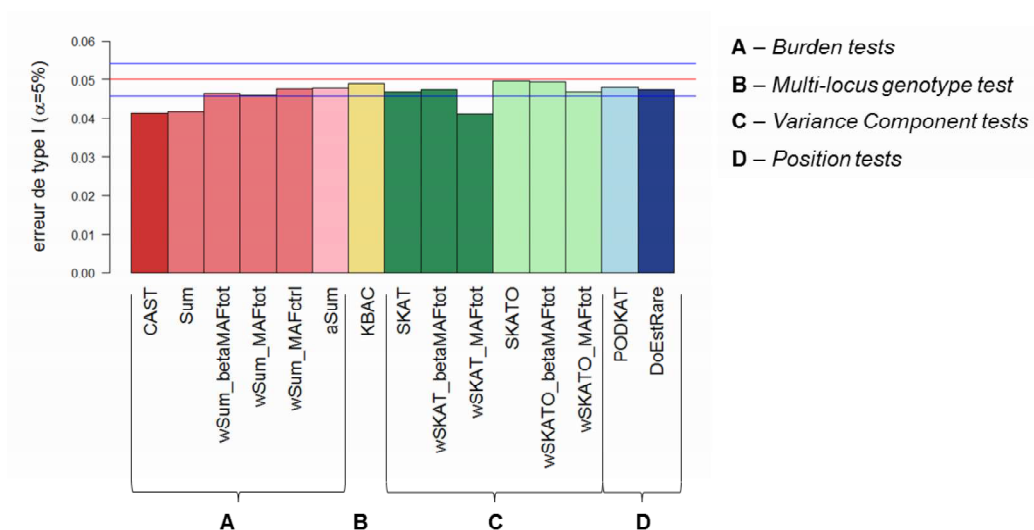 erreur de type I (α=5%)
0.06
0.05
0.04
0.03
0.02
0.01
0.00
CAST
Sum
wSum_betaMAFtot
wSum_MAFtot
wSum_MAFctrl
aSum
KBAC
SKAT
wSKAT_betaMAFtot
wSKAT_MAFtot
SKATO
wSKATO_betaMAFtot
wSKATO_MAFtot
PODKAT
DoEstRare
A
B
C
D
A – Burden tests
B – Multi-locus genotype test
C – Variance Component tests
D – Position tests